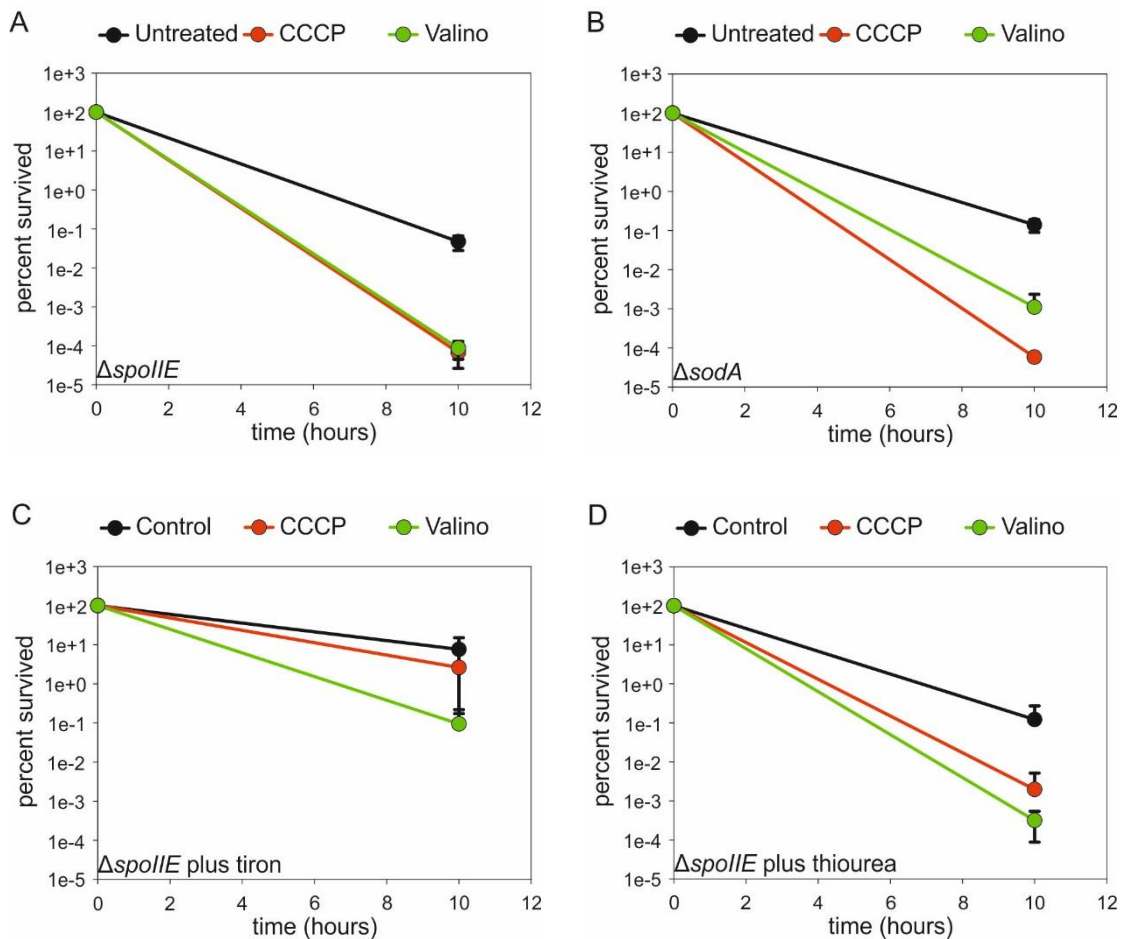 A
Untreated CCCP Valino
1e+3
1e+2
1e+1
1e+0
1e-1
1e-2
1e-3
1e-4
1e-5
percent survived
ΔspoIIE
0 2 4 6 8 10 12
time (hours)
B
Untreated CCCP Valino
1e+3
1e+2
1e+1
1e+0
1e-1
1e-2
1e-3
1e-4
1e-5
percent survived
ΔsodA
0 2 4 6 8 10 12
time (hours)
C
Control CCCP Valino
1e+3
1e+2
1e+1
1e+0
1e-1
1e-2
1e-3
1e-4
1e-5
percent survived
ΔspoIIE plus tiron
0 2 4 6 8 10 12
time (hours)
D
Control CCCP Valino
1e+3
1e+2
1e+1
1e+0
1e-1
1e-2
1e-3
1e-4
1e-5
percent survived
ΔspoIIE plus thiourea
0 2 4 6 8 10 12
time (hours)